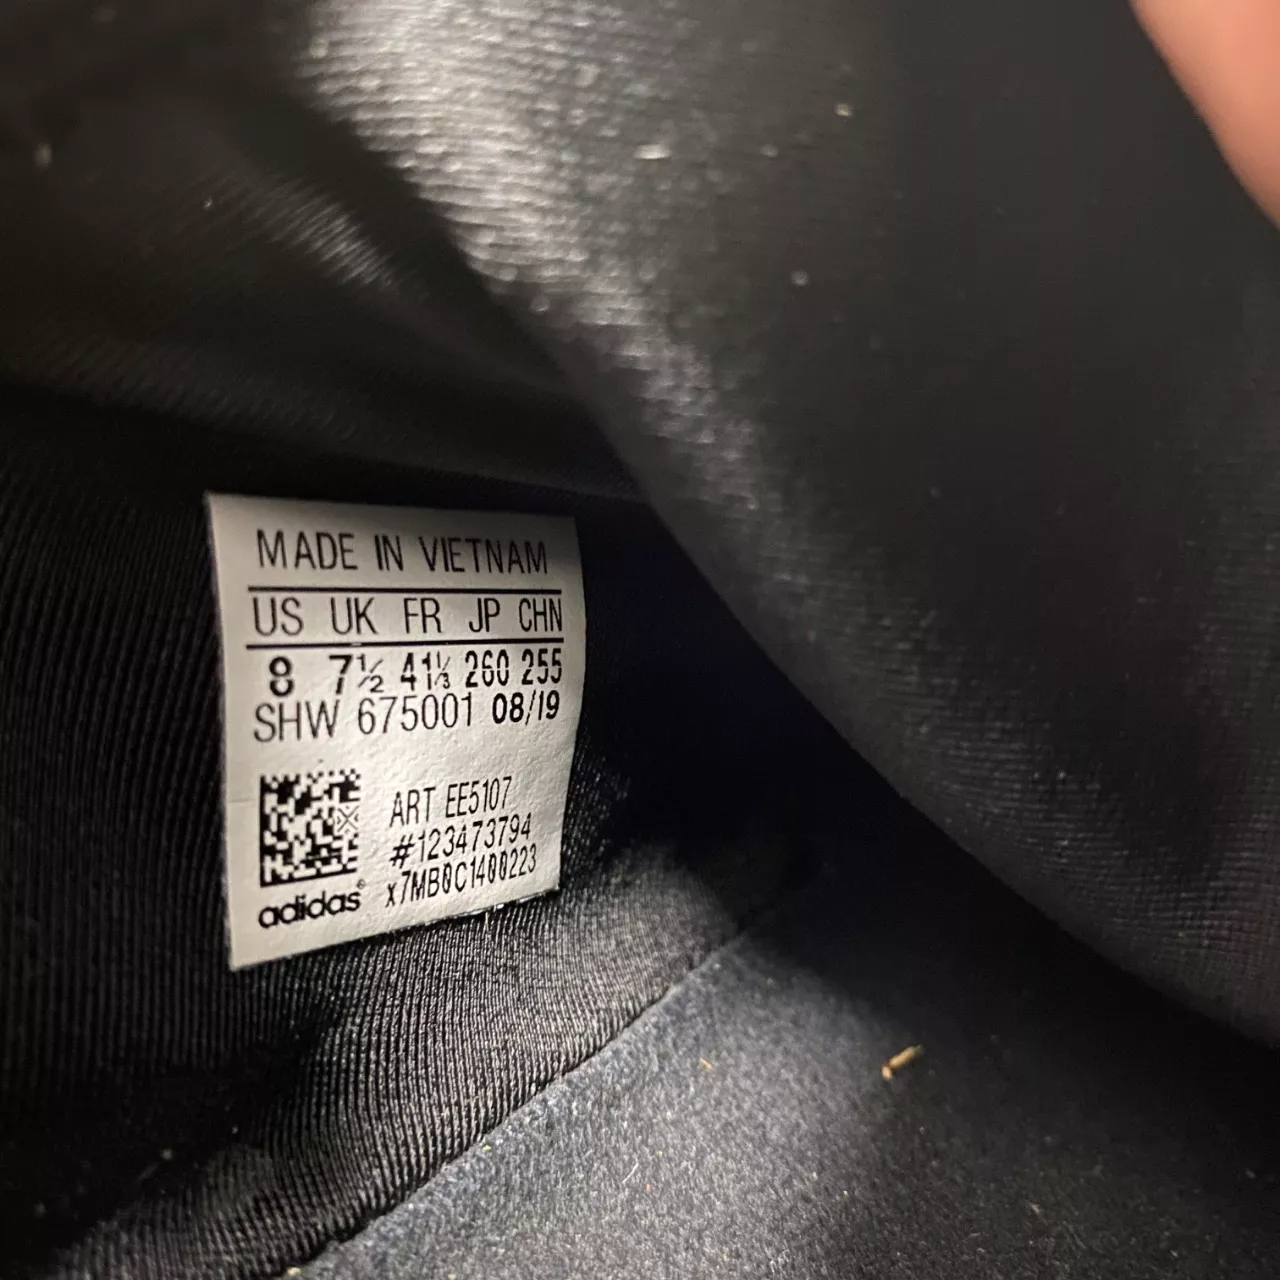 MADE IN VIETNAM
US UK FR JP CHN
8 7½ 41⅓ 260 255
SHW 675001 08/19
ART EE5107
#123473794
x7MB0C1400223
adidas®